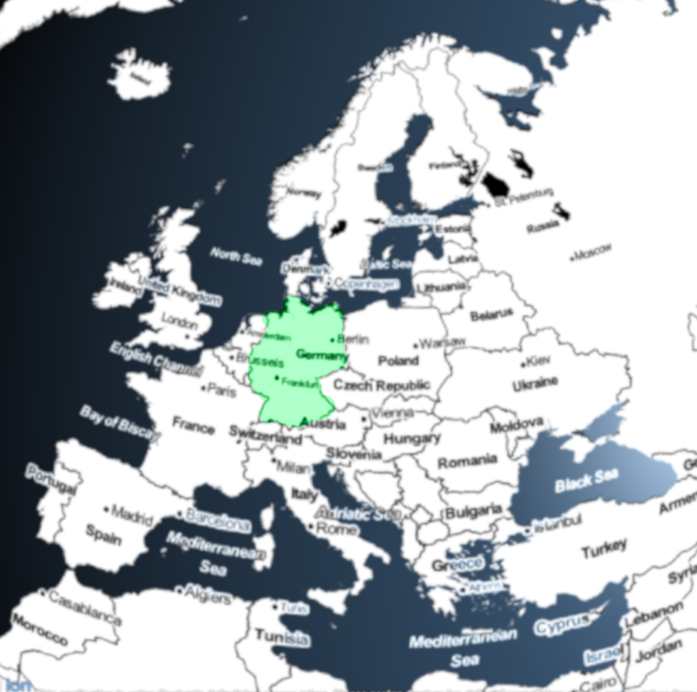 Iceland
Sweden
Finland
Norway
St. Petersburg
Stockholm
Estonia
Russia
Moscow
North Sea
Denmark
Baltic Sea
Latvia
Copenhagen
Lithuania
Ireland
United Kingdom
Belarus
London
Amsterdam
Berlin
Warsaw
English Channel
Brussels
Germany
Poland
Kiev
Frankfurt
Czech Republic
Ukraine
Paris
Bay of Biscay
Vienna
France
Austria
Moldova
Switzerland
Hungary
Slovenia
Milan
Romania
Portugal
Black Sea
Italy
Madrid
Barcelona
Adriatic Sea
Bulgaria
Rome
Istanbul
Spain
Mediterranean
Sea
Turkey
Greece
Athens
Syria
Casablanca
Algiers
Tunis
Cyprus
Lebanon
Morocco
Tunisia
Mediterranean
Sea
Israel
Jordan
Cairo